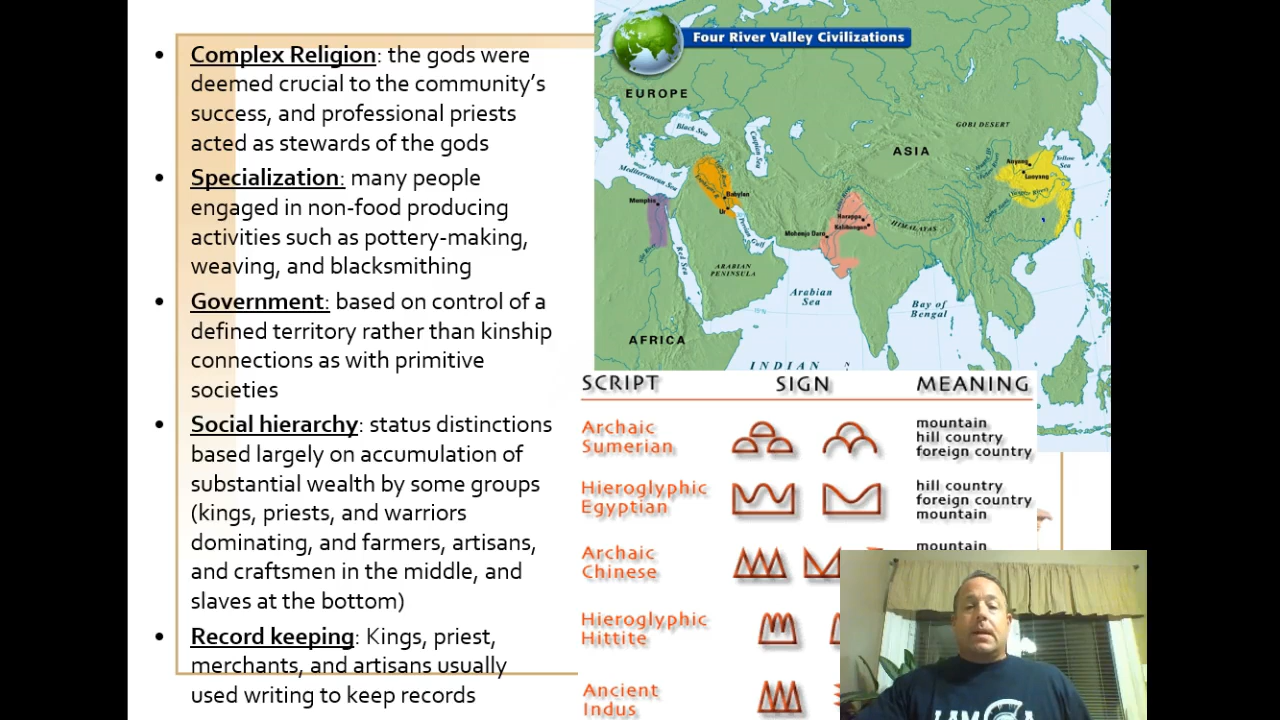 • Complex Religion: the gods were
deemed crucial to the community's
success, and professional priests
acted as stewards of the gods
• Specialization: many people
engaged in non-food producing
activities such as pottery-making,
weaving, and blacksmithing
• Government: based on control of a
defined territory rather than kinship
connections as with primitive
societies
• Social hierarchy: status distinctions
based largely on accumulation of
substantial wealth by some groups
(kings, priests, and warriors
dominating, and farmers, artisans,
and craftsmen in the middle, and
slaves at the bottom)
• Record keeping: Kings, priest,
merchants, and artisans usually
used writing to keep records
Four River Valley Civilizations
EUROPE
Black Sea
Caspian Sea
ASIA
GOBI DESERT
Anyang
Yellow Sea
Luoyang
Mediterranean Sea
Memphis
Babylon
Ur
Persian Gulf
Harappa
Kalibangan
Mohenjo Daro
HIMALAYAS
Nile River
Red Sea
ARABIAN
PENINSULA
Arabian
Sea
Bay of
Bengal
AFRICA
INDIAN
SCRIPT SIGN MEANING
Archaic
Sumerian
mountain
hill country
foreign country
Hieroglyphic
Egyptian
hill country
foreign country
mountain
Archaic
Chinese
mountain
Hieroglyphic
Hittite
Ancient
Indus